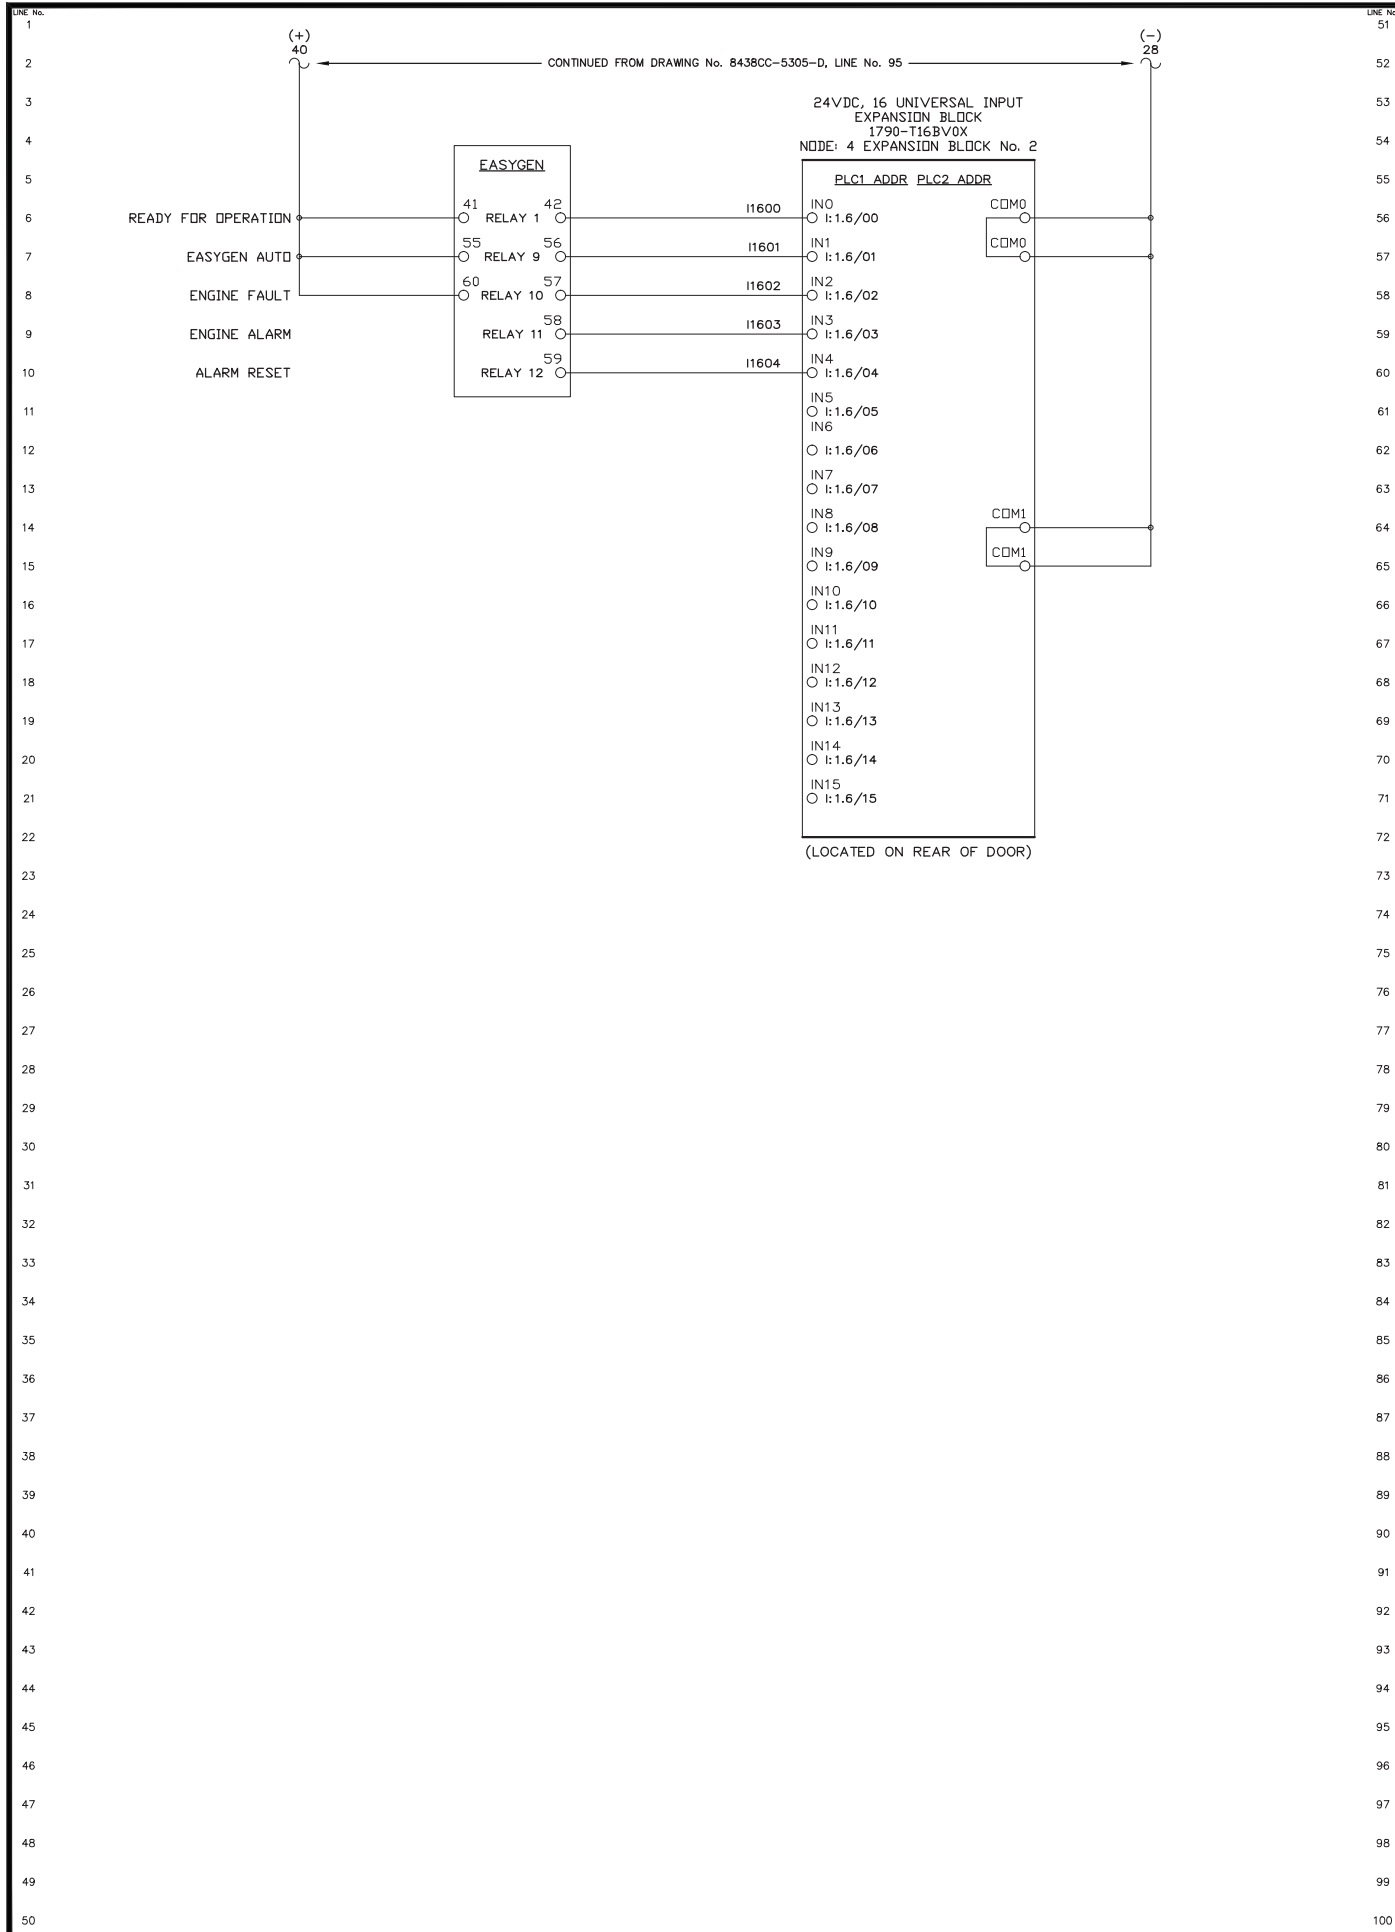 LINE No.
LINE No
1
51
(+)
(-)
40
28
2
CONTINUED FROM DRAWING No. 8438CC-5305-D, LINE No. 95
52
3
24VDC, 16 UNIVERSAL INPUT
53
EXPANSION BLOCK
1790-T16BV0X
4
NODE: 4 EXPANSION BLOCK No. 2
54
EASYGEN
5
PLC1 ADDR PLC2 ADDR
55
41 42
I1600
IN0
COM0
6
READY FOR OPERATION
RELAY 1
I:1.6/00
56
55 56
I1601
IN1
COM0
7
EASYGEN AUTO
RELAY 9
I:1.6/01
57
60 57
I1602
IN2
8
ENGINE FAULT
RELAY 10
I:1.6/02
58
58
I1603
IN3
9
ENGINE ALARM
RELAY 11
I:1.6/03
59
59
I1604
IN4
10
ALARM RESET
RELAY 12
I:1.6/04
60
IN5
11
I:1.6/05
61
IN6
12
I:1.6/06
62
IN7
13
I:1.6/07
63
IN8
COM1
14
I:1.6/08
64
IN9
COM1
15
I:1.6/09
65
IN10
16
I:1.6/10
66
IN11
17
I:1.6/11
67
IN12
18
I:1.6/12
68
IN13
19
I:1.6/13
69
IN14
20
I:1.6/14
70
IN15
21
I:1.6/15
71
22
72
(LOCATED ON REAR OF DOOR)
23
73
24
74
25
75
26
76
27
77
28
78
29
79
30
80
31
81
32
82
33
83
34
84
35
85
36
86
37
87
38
88
39
89
40
90
41
91
42
92
43
93
44
94
45
95
46
96
47
97
48
98
49
99
50
100